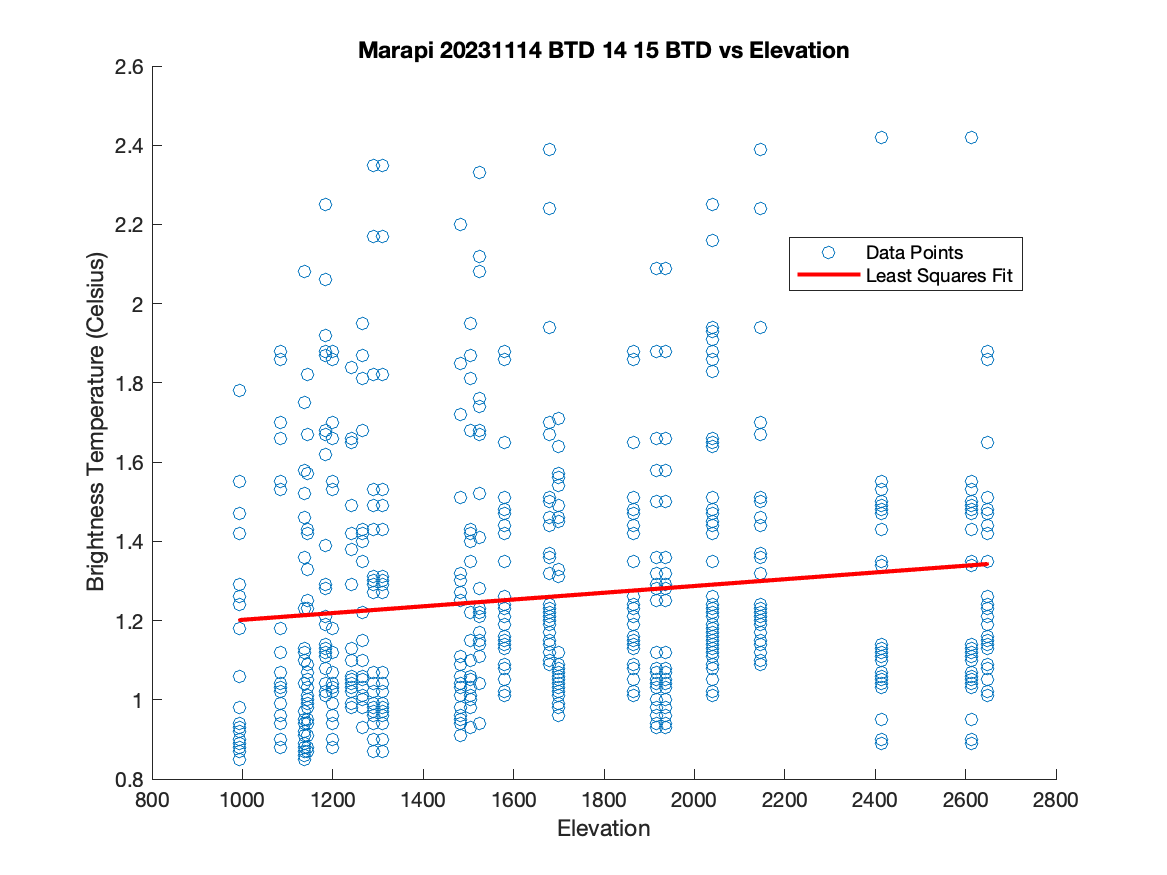 Marapi 20231114 BTD 14 15 BTD vs Elevation
2.6
2.4
2.2
2
1.8
1.6
1.4
1.2
1
0.8
Brightness Temperature (Celsius)
Data Points
Least Squares Fit
800 1000 1200 1400 1600 1800 2000 2200 2400 2600 2800
Elevation